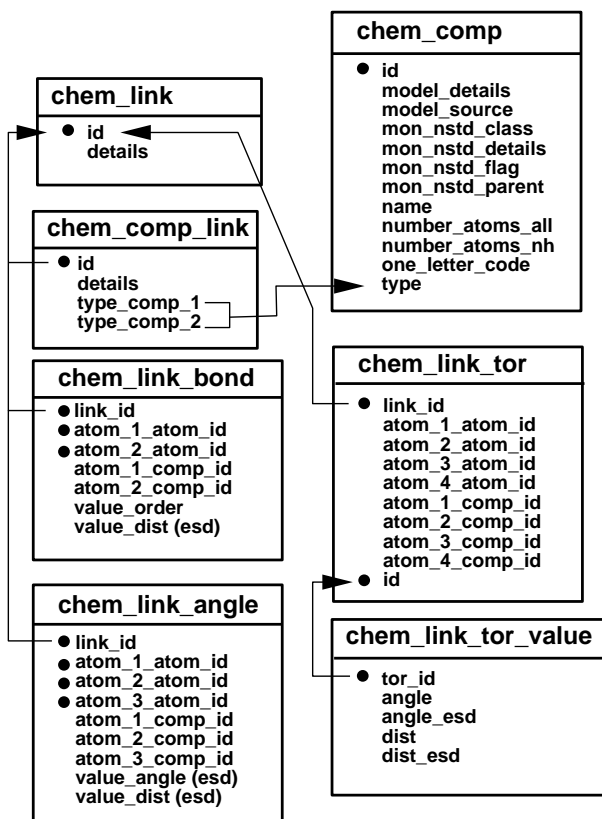 chem_link
id
details
chem_comp_link
id
details
type_comp_1
type_comp_2
chem_link_bond
link_id
atom_1_atom_id
atom_2_atom_id
atom_1_comp_id
atom_2_comp_id
value_order
value_dist (esd)
chem_link_angle
link_id
atom_1_atom_id
atom_2_atom_id
atom_3_atom_id
atom_1_comp_id
atom_2_comp_id
atom_3_comp_id
value_angle (esd)
value_dist (esd)
chem_comp
id
model_details
model_source
mon_nstd_class
mon_nstd_details
mon_nstd_flag
mon_nstd_parent
name
number_atoms_all
number_atoms_nh
one_letter_code
type
chem_link_tor
link_id
atom_1_atom_id
atom_2_atom_id
atom_3_atom_id
atom_4_atom_id
atom_1_comp_id
atom_2_comp_id
atom_3_comp_id
atom_4_comp_id
id
chem_link_tor_value
tor_id
angle
angle_esd
dist
dist_esd